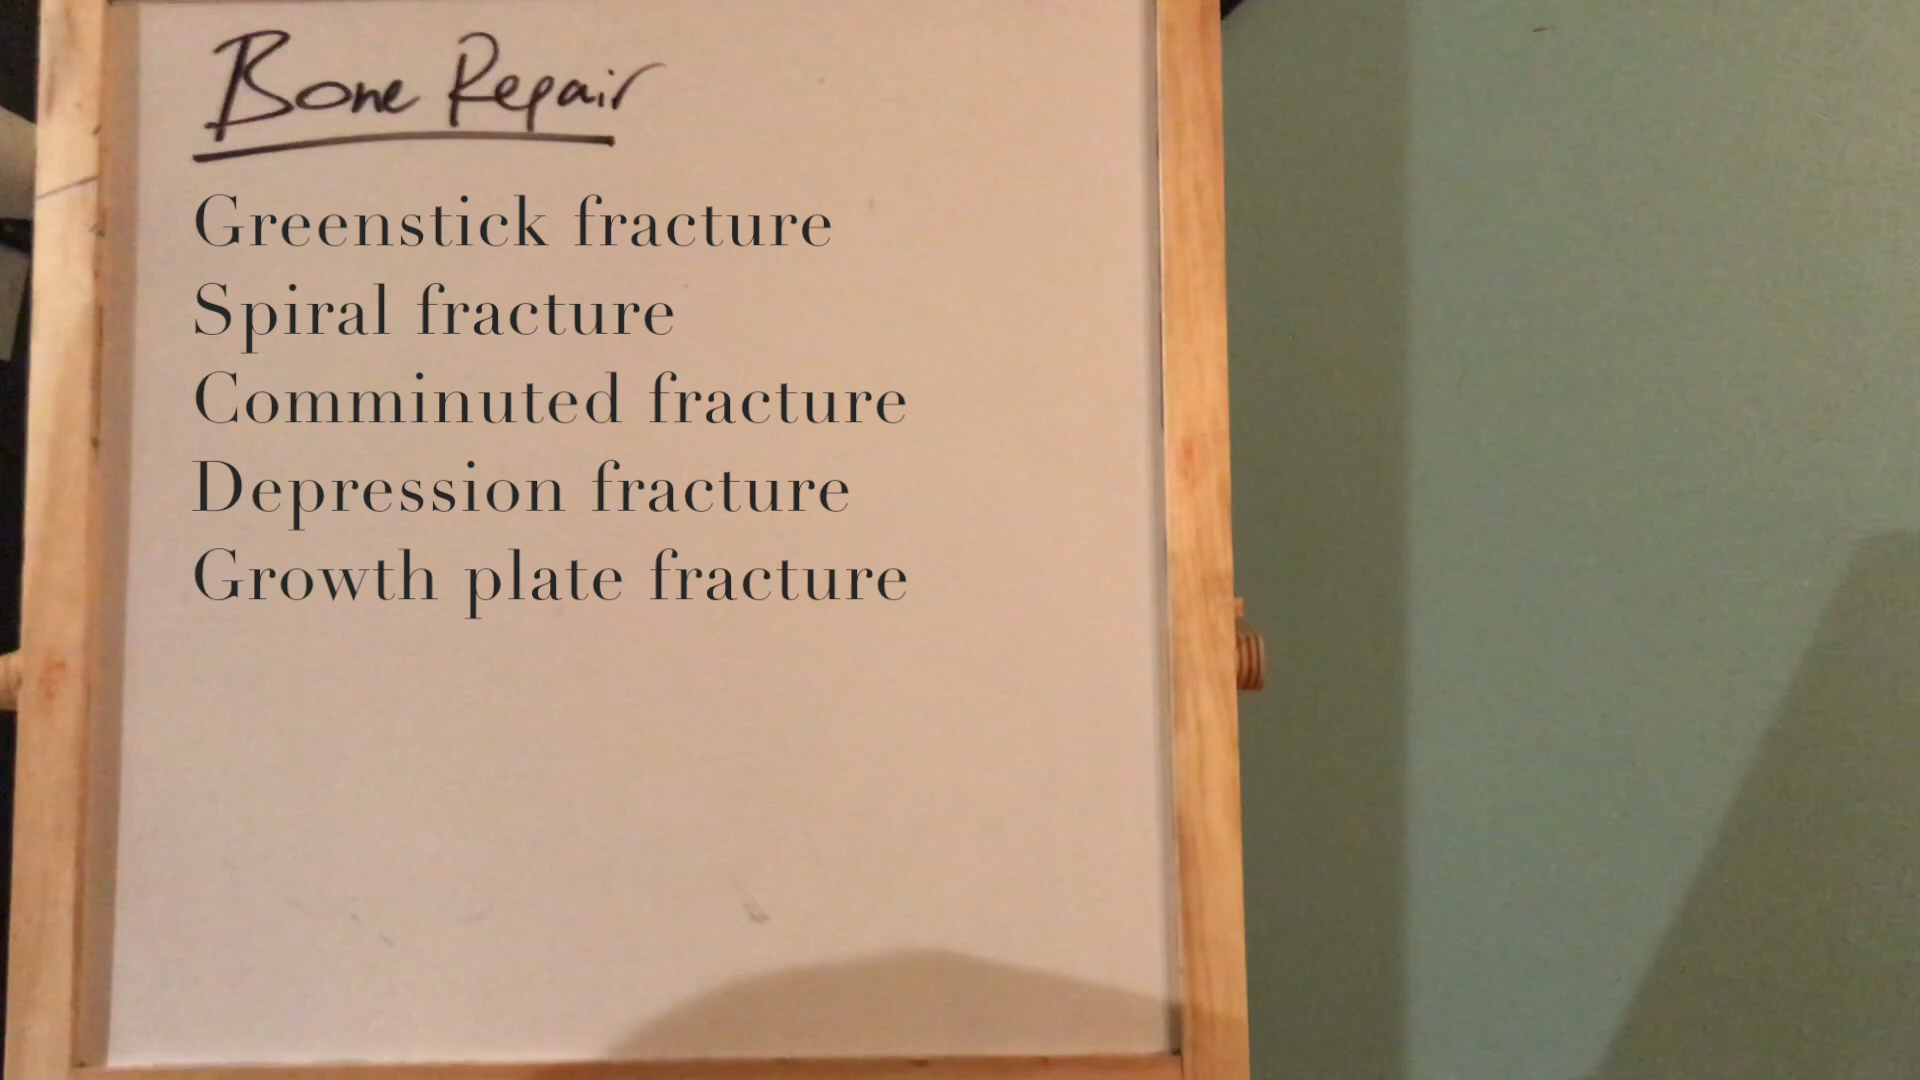 Bone Repair
Greenstick fracture
Spiral fracture
Comminuted fracture
Depression fracture
Growth plate fracture